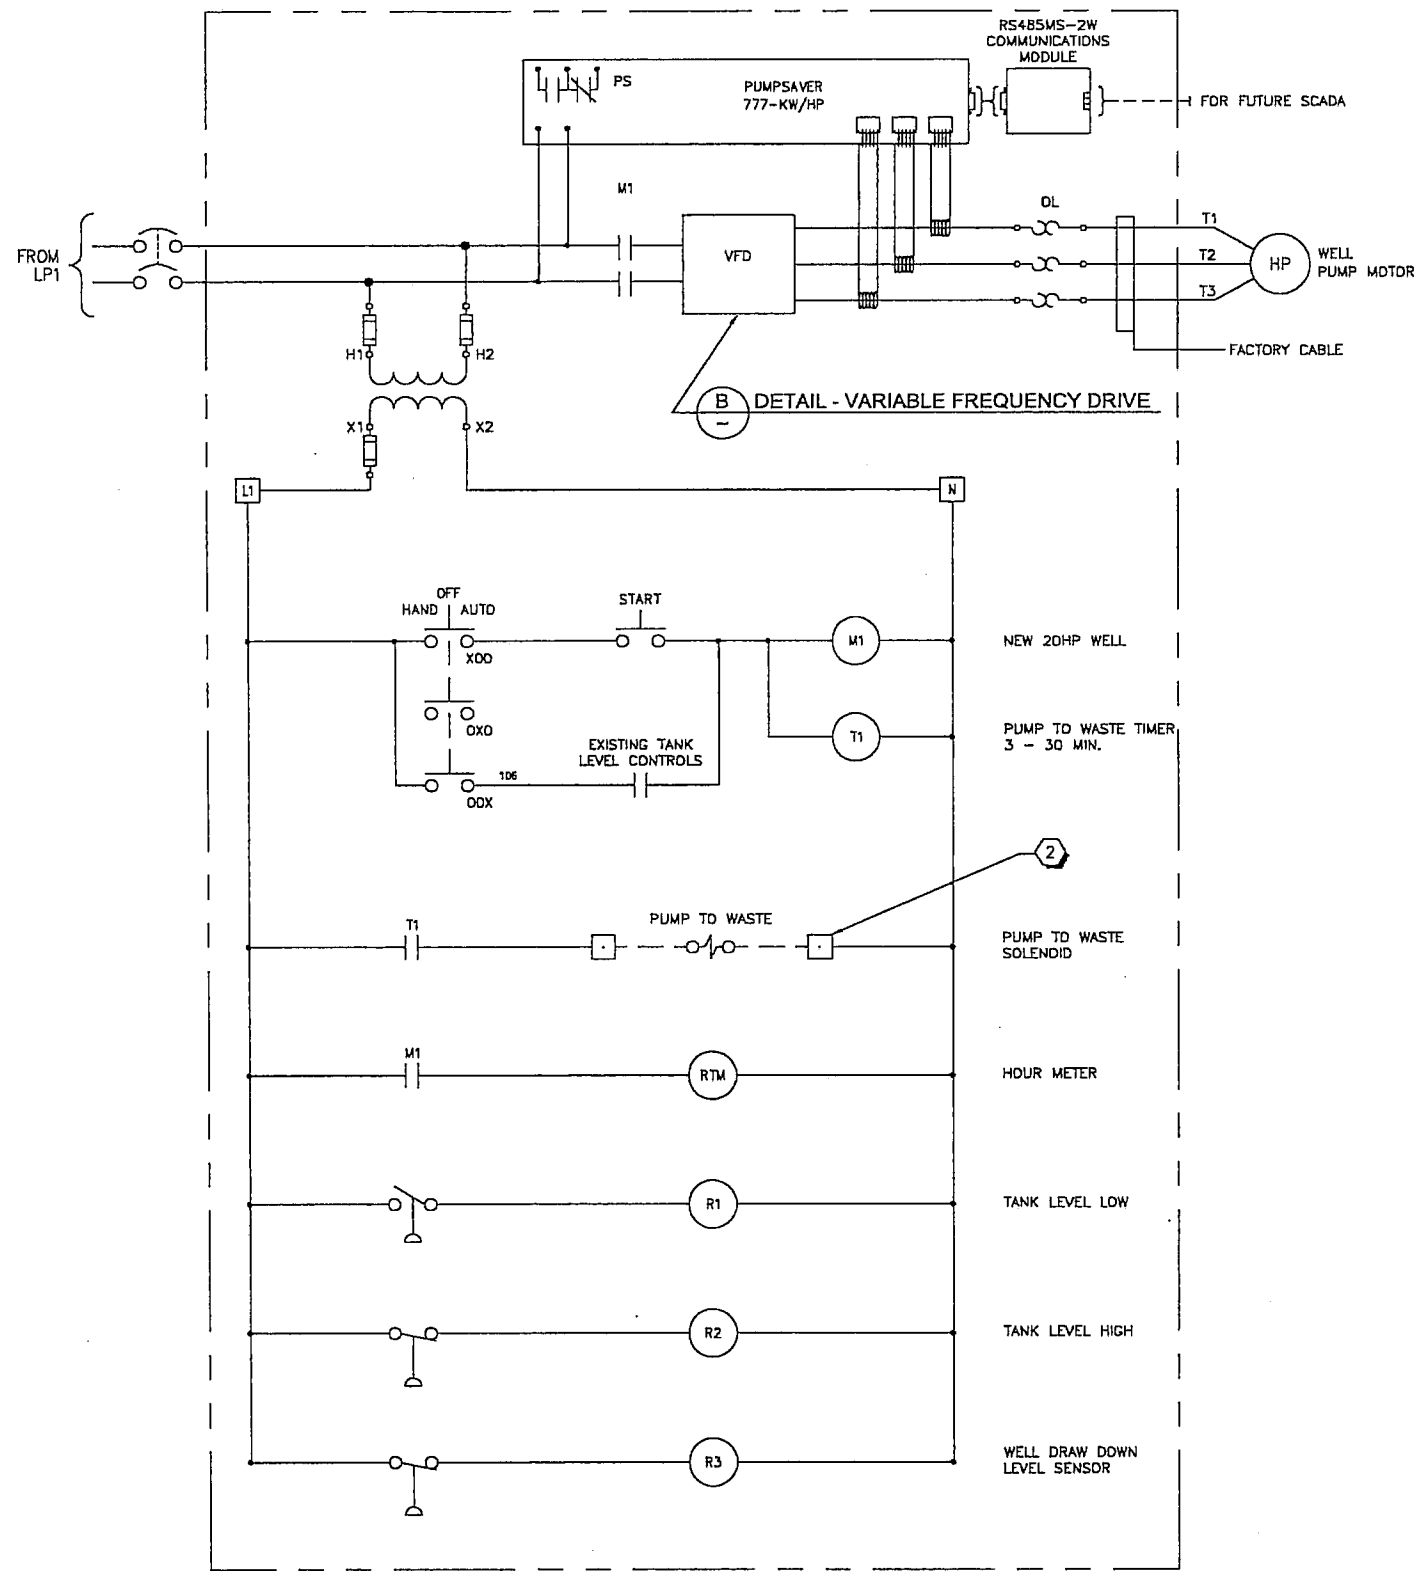 RS485MS-2W
COMMUNICATIONS
MODULE
PS
PUMPSAVER
777-KW/HP
FOR FUTURE SCADA
M1
OL
T1
FROM
LP1
VFD
T2
HP
WELL
PUMP MOTOR
T3
H1
H2
FACTORY CABLE
B
~
DETAIL - VARIABLE FREQUENCY DRIVE
X1
X2
L1
N
OFF
HAND
AUTO
START
XOO
M1
NEW 20HP WELL
OXO
T1
PUMP TO WASTE TIMER
3 - 30 MIN.
EXISTING TANK
LEVEL CONTROLS
106
OOX
2
T1
PUMP TO WASTE
PUMP TO WASTE
SOLENOID
M1
RTM
HOUR METER
R1
TANK LEVEL LOW
R2
TANK LEVEL HIGH
R3
WELL DRAW DOWN
LEVEL SENSOR